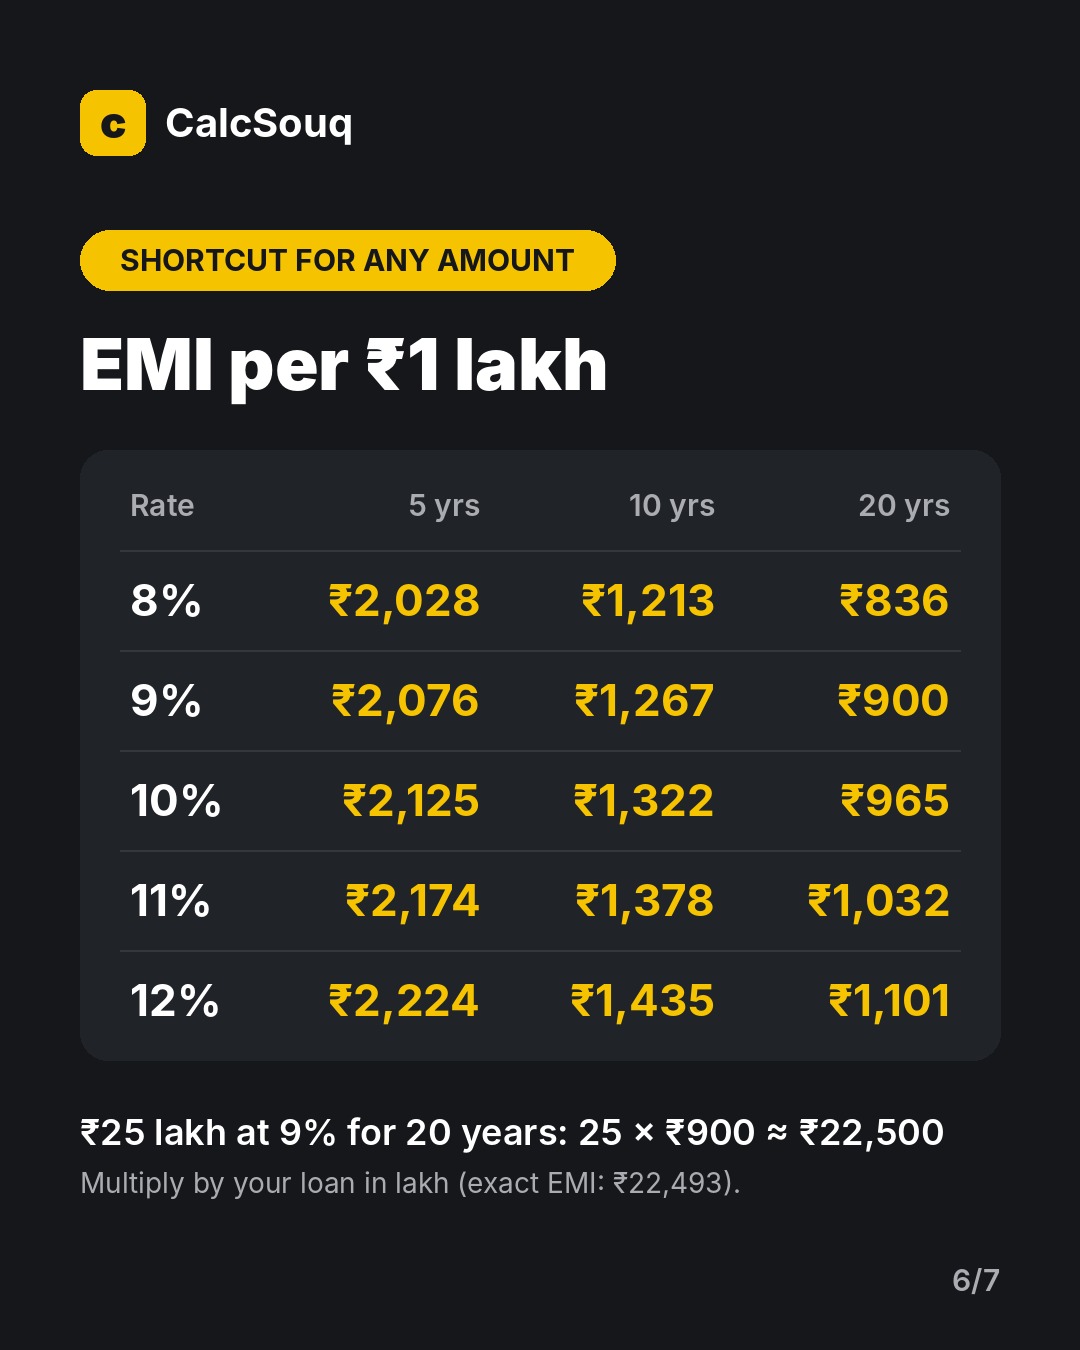 c CalcSouq
SHORTCUT FOR ANY AMOUNT
EMI per ₹1 lakh
Rate 5 yrs 10 yrs 20 yrs
8% ₹2,028 ₹1,213 ₹836
9% ₹2,076 ₹1,267 ₹900
10% ₹2,125 ₹1,322 ₹965
11% ₹2,174 ₹1,378 ₹1,032
12% ₹2,224 ₹1,435 ₹1,101
₹25 lakh at 9% for 20 years: 25 × ₹900 ≈ ₹22,500
Multiply by your loan in lakh (exact EMI: ₹22,493).
6/7